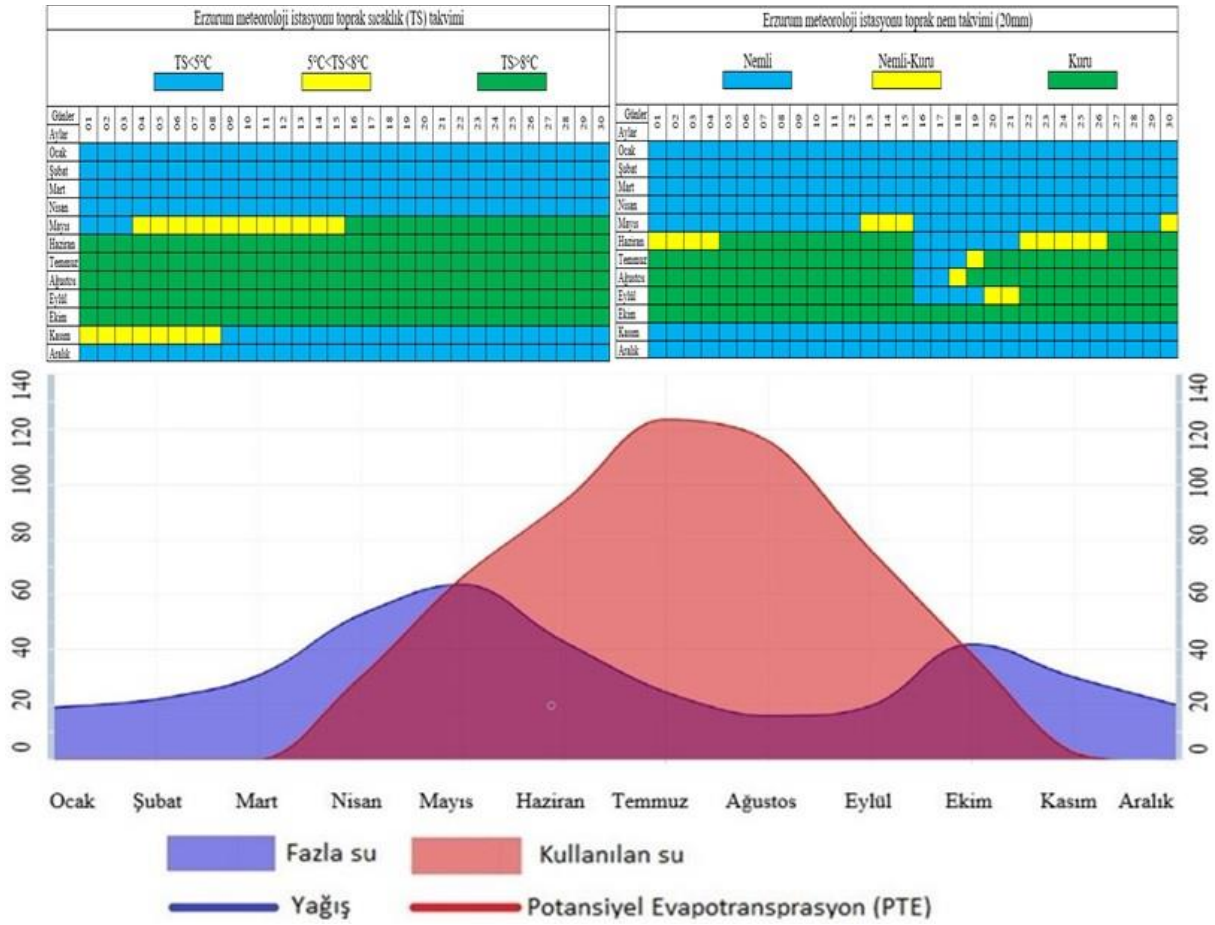 Erzurum meteoroloji istasyonu toprak sıcaklık (TS) takvimi
TS<5°C 5°C<TS<8°C TS>8°C
Günler 01 02 03 04 05 06 07 08 09 10 11 12 13 14 15 16 17 18 19 20 21 22 23 24 25 26 27 28 29 30
Aylar
Ocak
Şubat
Mart
Nisan
Mayıs
Haziran
Temmuz
Ağustos
Eylül
Ekim
Kasım
Aralık
Erzurum meteoroloji istasyonu toprak nem takvimi (20mm)
Nemli Nemli-Kuru Kuru
Günler 01 02 03 04 05 06 07 08 09 10 11 12 13 14 15 16 17 18 19 20 21 22 23 24 25 26 27 28 29 30
Aylar
Ocak
Şubat
Mart
Nisan
Mayıs
Haziran
Temmuz
Ağustos
Eylül
Ekim
Kasım
Aralık
140 140
120 120
100 100
80 80
60 60
40 40
20 20
0 0
Ocak Şubat Mart Nisan Mayıs Haziran Temmuz Ağustos Eylül Ekim Kasım Aralık
Fazla su Kullanılan su
Yağış Potansiyel Evapotransprasyon (PTE)